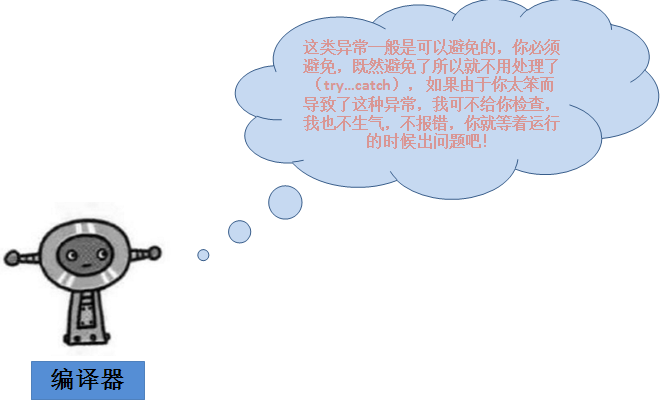 这类异常一般是可以避免的，你必须
避免，既然避免了所以就不用处理了
（try...catch），如果由于你太笨而
导致了这种异常，我可不给你检查，
我也不生气，不报错，你就等着运行
的时候出问题吧！
编译器